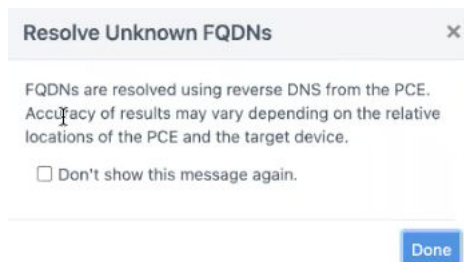 Resolve Unknown FQDNs
FQDNs are resolved using reverse DNS from the PCE.
Accuracy of results may vary depending on the relative
locations of the PCE and the target device.
Don't show this message again.
Done